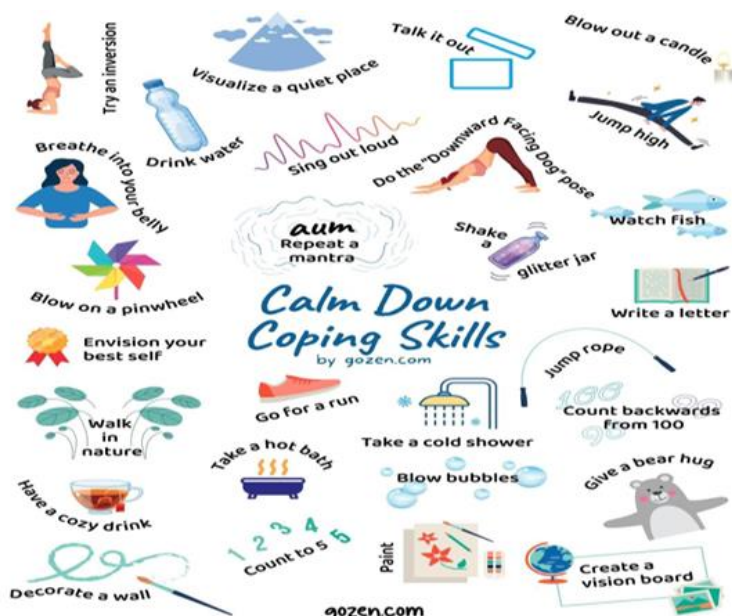 Try an inversion
Visualize a quiet place
Talk it out
Blow out a candle
Drink water
Sing out loud
Do the "Downward Facing Dog" pose
Jump high
Breathe into your belly
aum
Repeat a
mantra
Shake
a
glitter jar
Watch Fish
Blow on a pinwheel
Calm Down
Coping Skills
by gozen.com
Write a letter
Envision your
best self
Go for a run
Jump rope
Walk
in
nature
Take a hot bath
Take a cold shower
100
99
98
Count backwards
from 100
Have a cozy drink
Blow bubbles
Give a bear hug
1 2 3 4 5
Count to 5
Paint
Decorate a wall
Create a
vision board
gozen.com